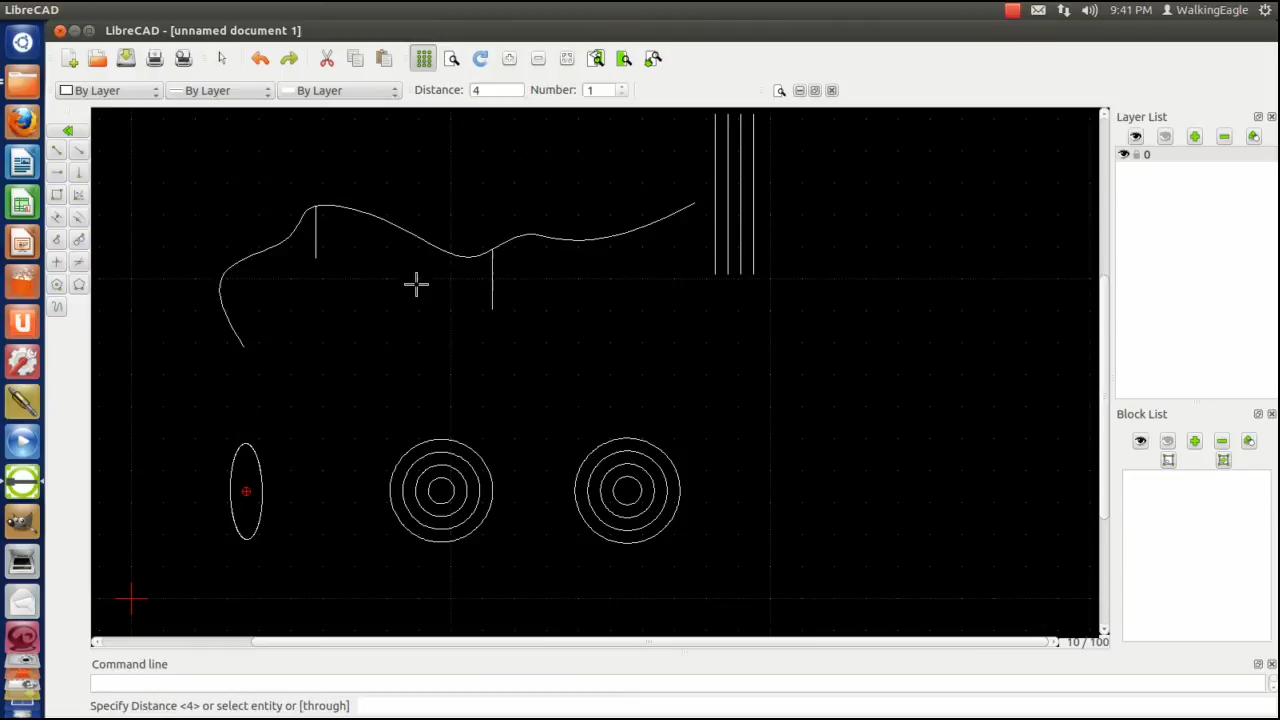 LibreCAD
9:41 PM
WalkingEagle
LibreCAD - [unnamed document 1]
By Layer
By Layer
By Layer
Distance: 4
Number: 1
Layer List
0
Block List
10 / 100
Command line
Specify Distance <4> or select entity or [through]